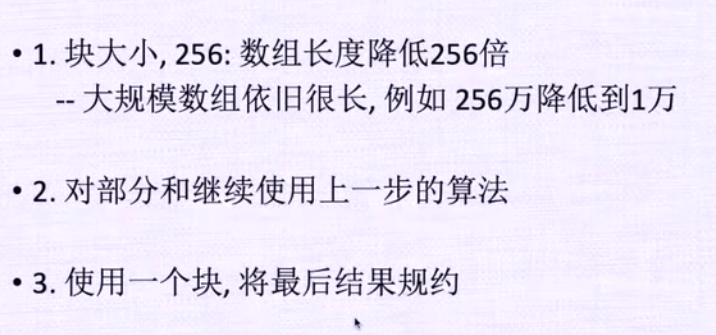 • 1. 块大小, 256: 数组长度降低256倍
-- 大规模数组依旧很长, 例如 256万降低到1万
• 2. 对部分和继续使用上一步的算法
• 3. 使用一个块, 将最后结果规约